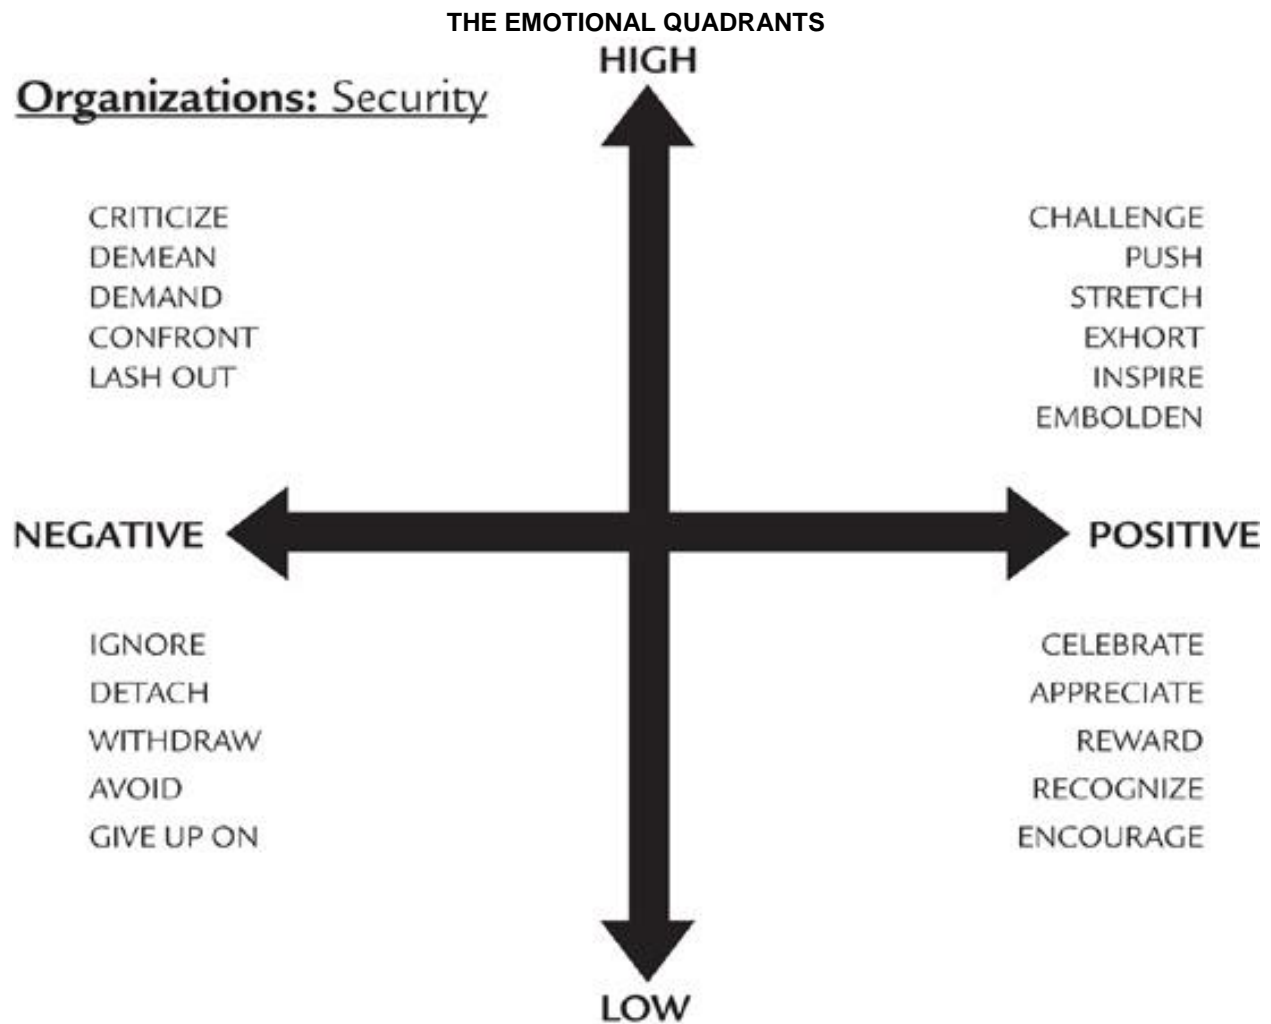 THE EMOTIONAL QUADRANTS
HIGH
Organizations: Security
CRITICIZE
DEMEAN
DEMAND
CONFRONT
LASH OUT
CHALLENGE
PUSH
STRETCH
EXHORT
INSPIRE
EMBOLDEN
NEGATIVE
POSITIVE
IGNORE
DETACH
WITHDRAW
AVOID
GIVE UP ON
CELEBRATE
APPRECIATE
REWARD
RECOGNIZE
ENCOURAGE
LOW